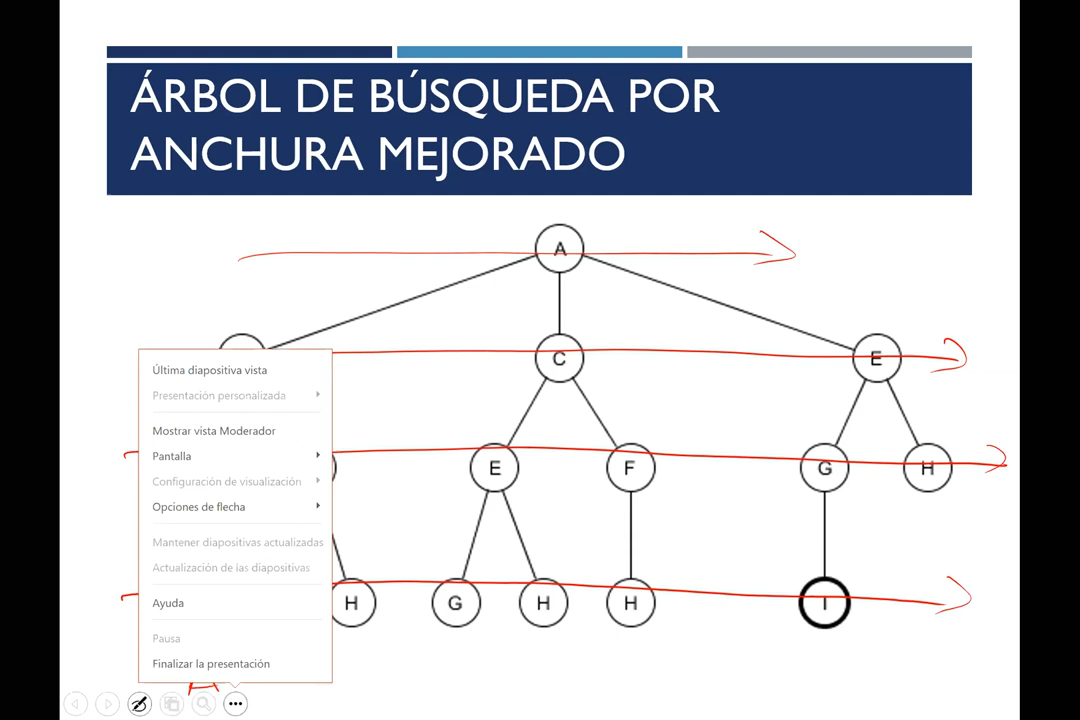 ÁRBOL DE BÚSQUEDA POR
ANCHURA MEJORADO
A
C
E
E
F
G
H
H
G
H
H
I
Última diapositiva vista
Presentación personalizada
Mostrar vista Moderador
Pantalla
Configuración de visualización
Opciones de flecha
Mantener diapositivas actualizadas
Actualización de las diapositivas
Ayuda
Pausa
Finalizar la presentación